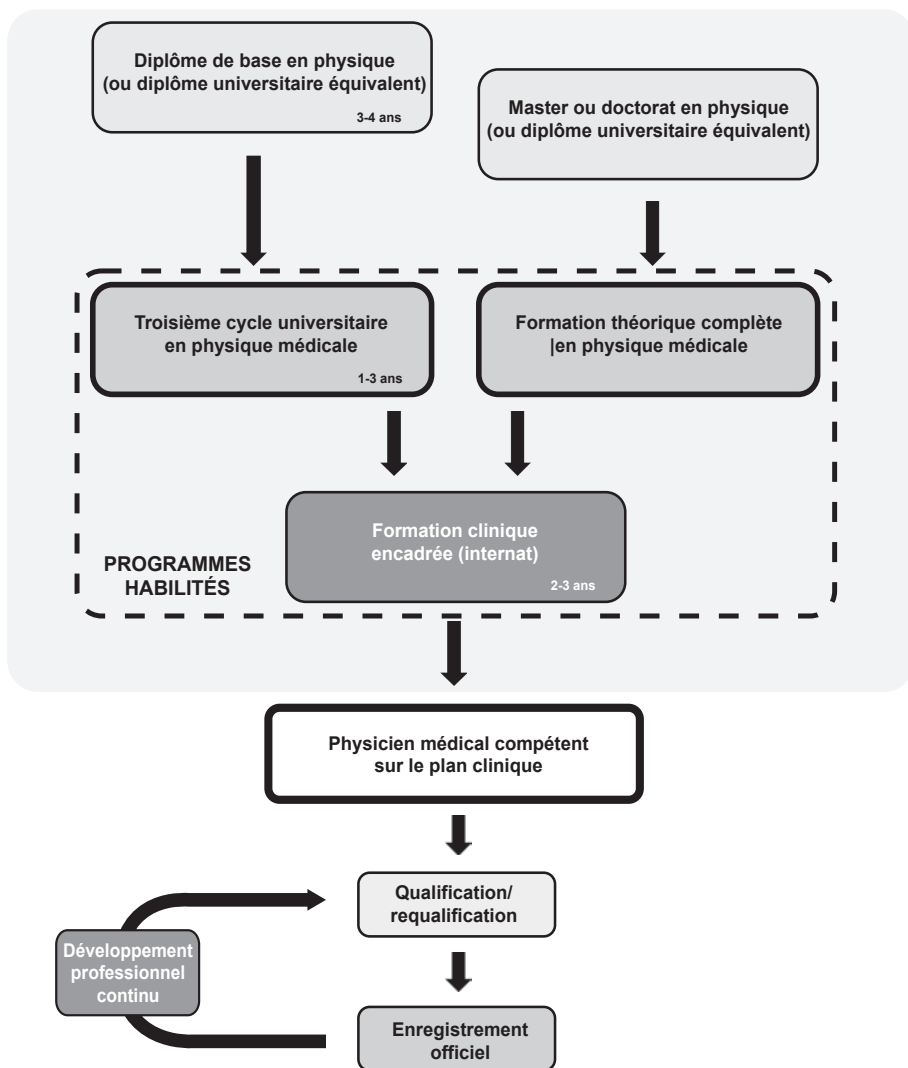 Diplôme de base en physique
(ou diplôme universitaire équivalent)
3-4 ans
Master ou doctorat en physique
(ou diplôme universitaire équivalent)
Troisième cycle universitaire
en physique médicale
1-3 ans
Formation théorique complète
|en physique médicale
Formation clinique
encadrée (internat)
2-3 ans
PROGRAMMES
HABILITÉS
Physicien médical compétent
sur le plan clinique
Qualification/
requalification
Développement
professionnel
continu
Enregistrement
officiel